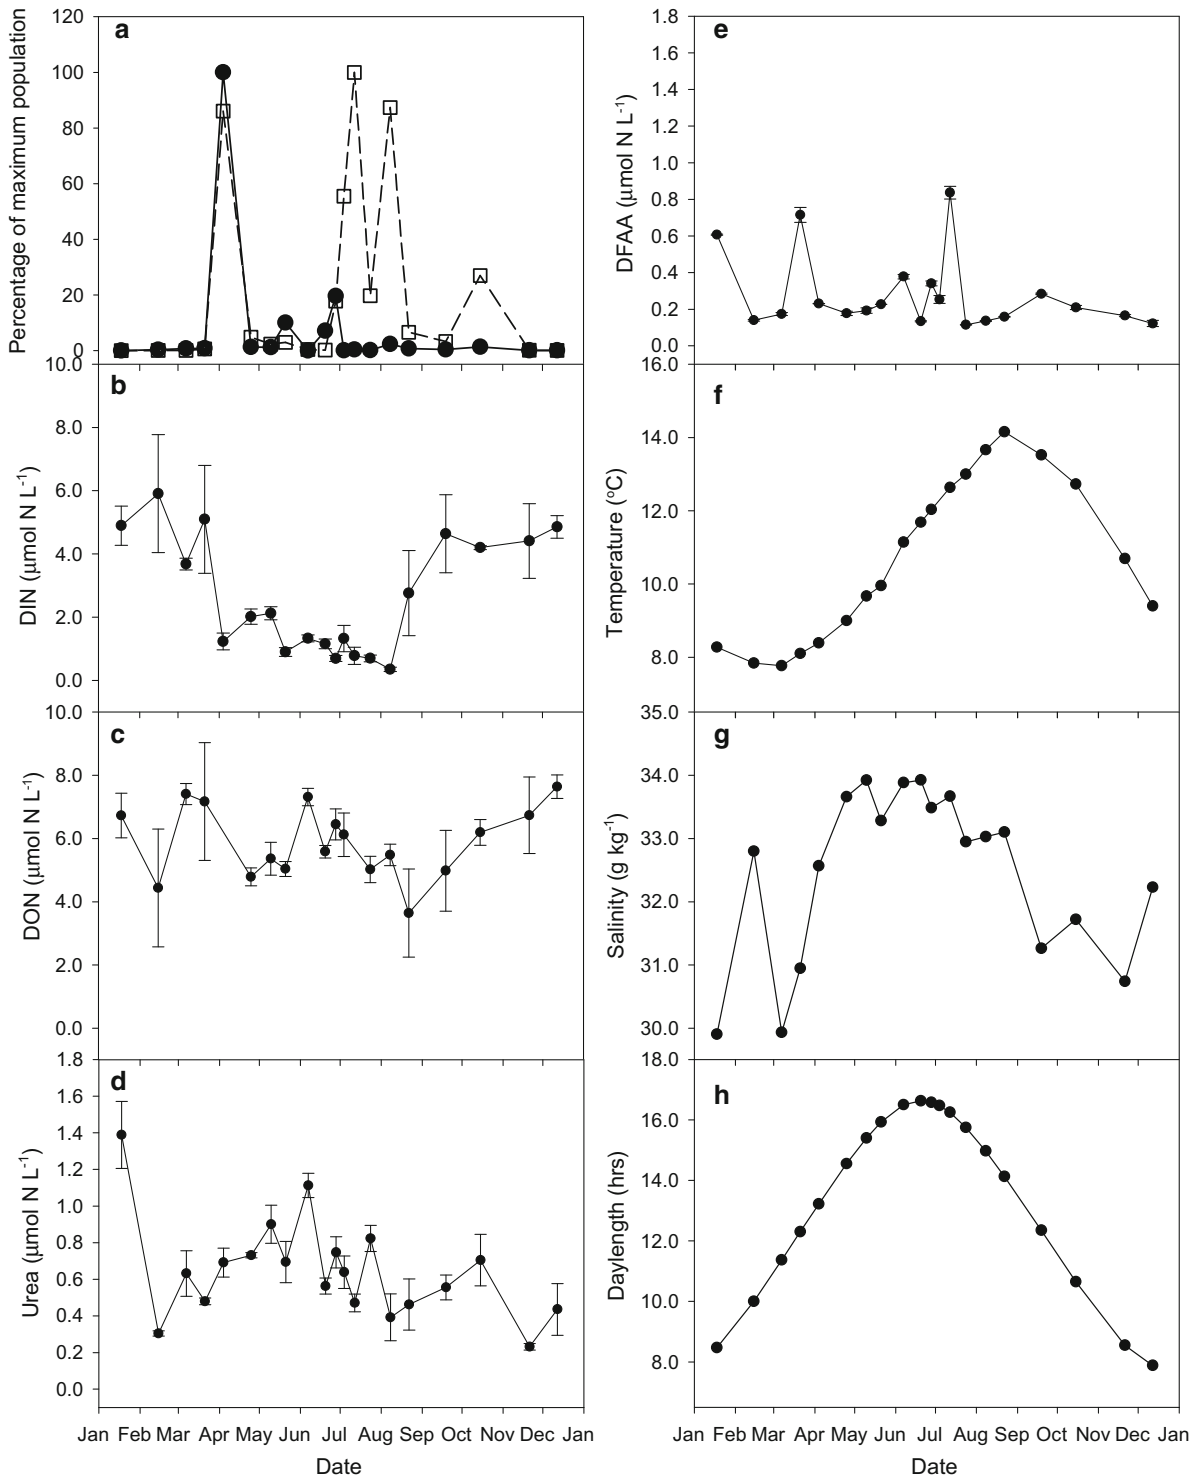 a
Percentage of maximum population
120
100
80
60
40
20
0
b
DIN (μmol N L-1)
10.0
8.0
6.0
4.0
2.0
0.0
c
DON (μmol N L-1)
10.0
8.0
6.0
4.0
2.0
0.0
d
Urea (μmol N L-1)
1.8
1.6
1.4
1.2
1.0
0.8
0.6
0.4
0.2
0.0
Jan Feb Mar Apr May Jun Jul Aug Sep Oct Nov Dec Jan
Date
e
DFAA (μmol N L-1)
1.8
1.6
1.4
1.2
1.0
0.8
0.6
0.4
0.2
0.0
f
Temperature (oC)
16.0
14.0
12.0
10.0
8.0
g
Salinity (g kg-1)
35.0
34.0
33.0
32.0
31.0
30.0
h
Daylength (hrs)
18.0
16.0
14.0
12.0
10.0
8.0
Jan Feb Mar Apr May Jun Jul Aug Sep Oct Nov Dec Jan
Date